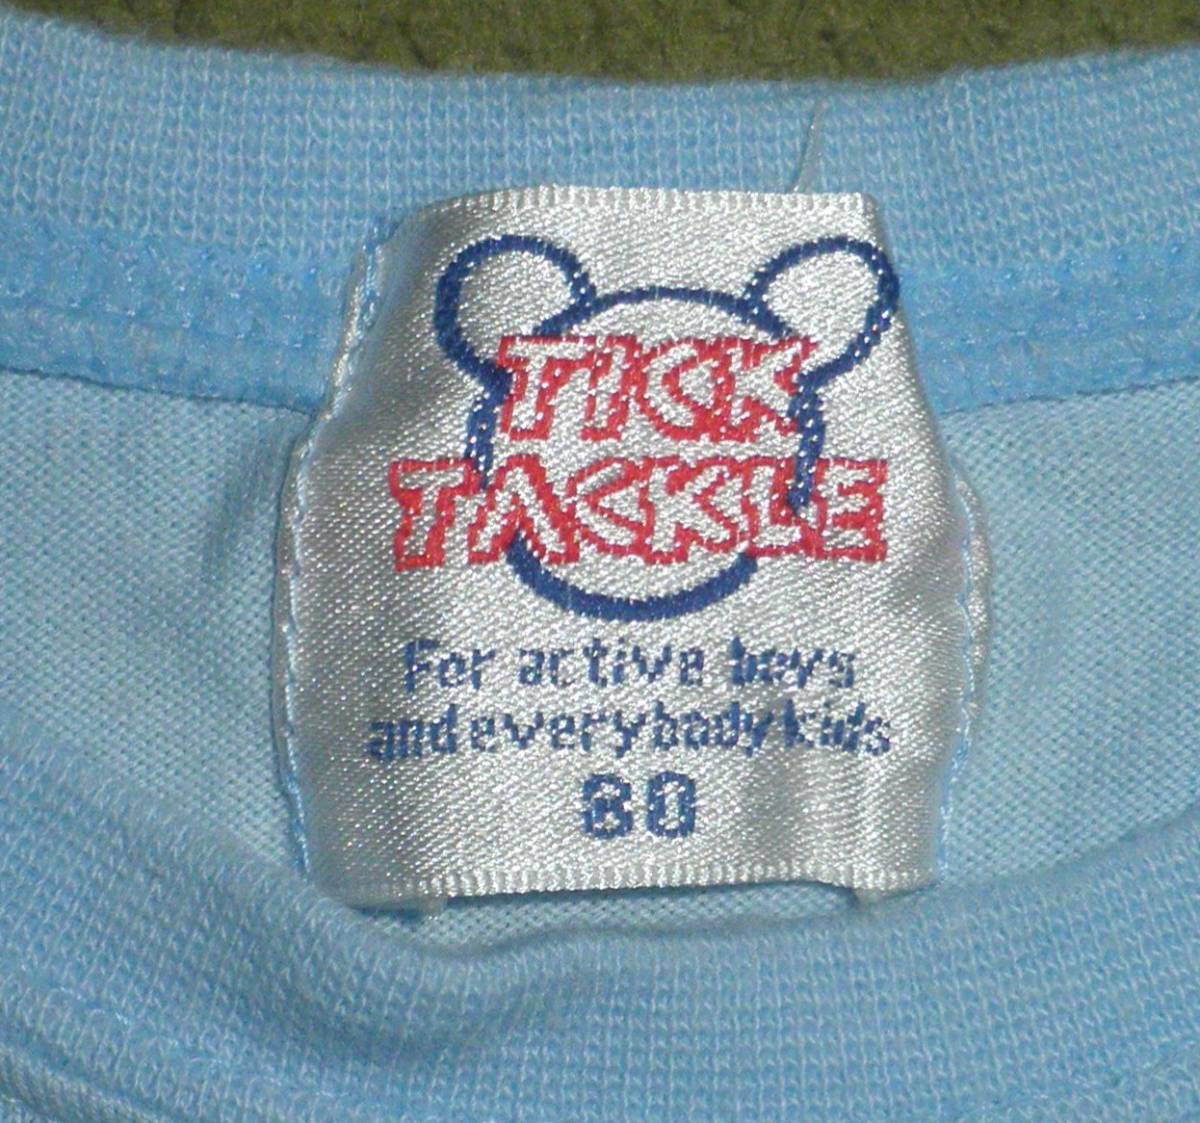 TICK
TACKLE
For active boys
and everybody kids
80